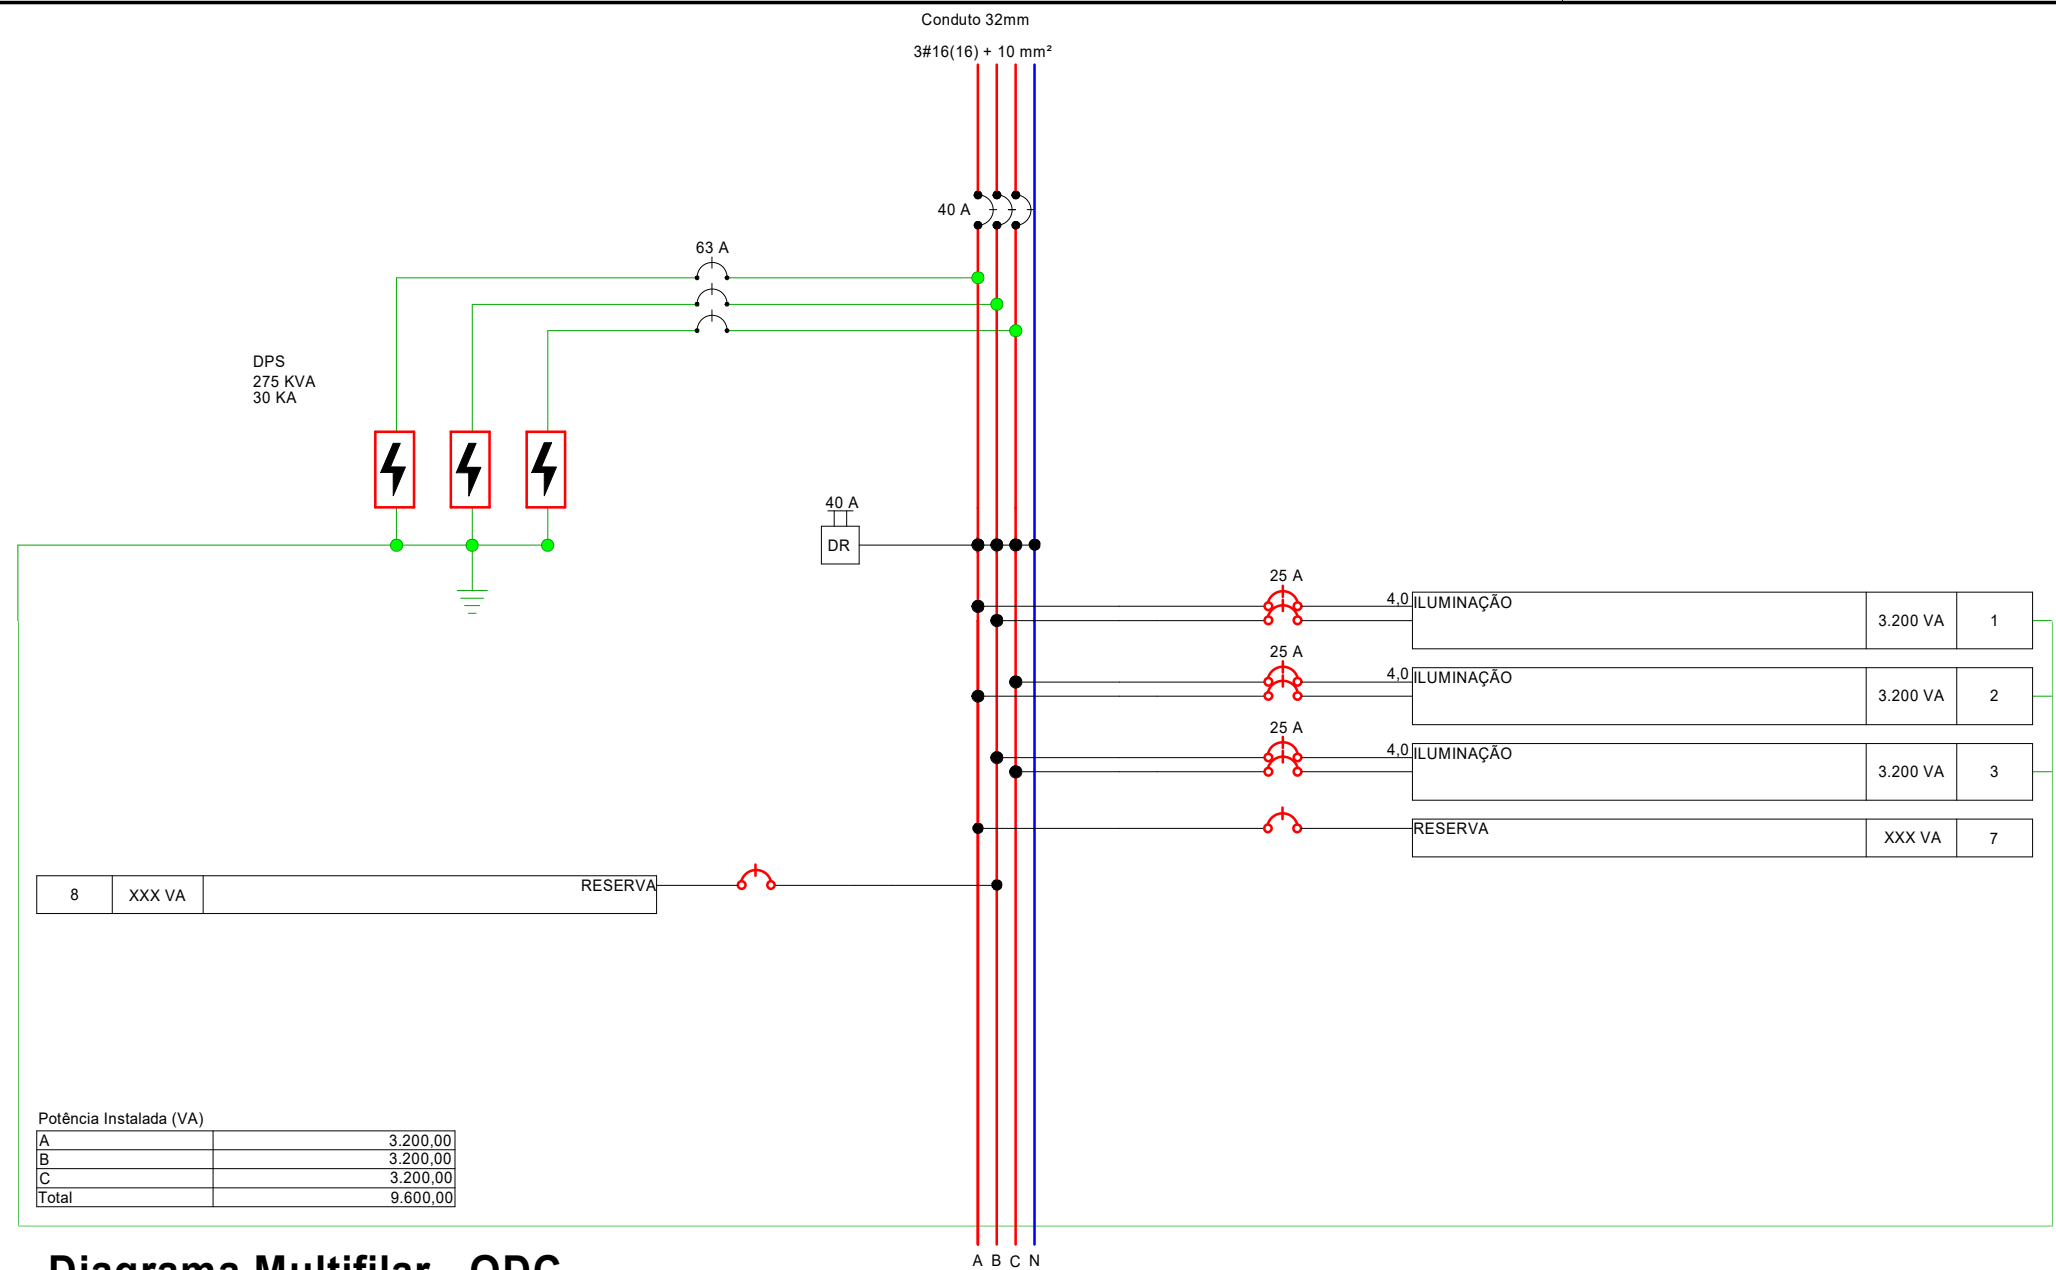 Conduto 32mm
3#16(16) + 10 mm²
40 A
63 A
DPS
275 KVA
30 KA
40 A
DR
25 A
4,0 ILUMINAÇÃO 3.200 VA 1
25 A
4,0 ILUMINAÇÃO 3.200 VA 2
25 A
4,0 ILUMINAÇÃO 3.200 VA 3
RESERVA XXX VA 7
8 XXX VA RESERVA
Potência Instalada (VA)
A 3.200,00
B 3.200,00
C 3.200,00
Total 9.600,00
A B C N
Diagrama Multifilar - QDC